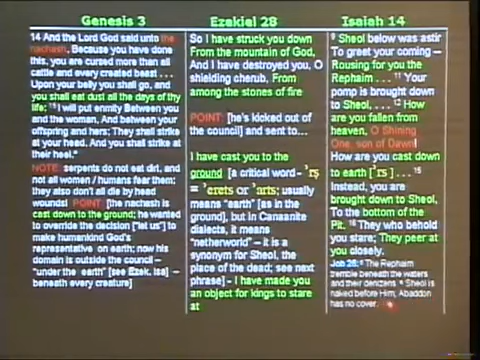 Genesis 3
14 And the Lord God said unto the
nachash, Because you have done
this, you are cursed more than all
cattle and every created beast . . .
Upon your belly you shall go, and
you shall eat dust all the days of thy
life; 15 I will put enmity Between you
and the woman, And between your
offspring and hers; They shall strike
at your head, And you shall strike at
their heel."
NOTE: serpents do not eat dirt, and
not all women / humans fear them;
they also don't all die by head
wounds! POINT: [the nachash is
cast down to the ground; he wanted
to override the decision ["let us"] to
make humankind God's
representative on earth; now his
domain is outside the council –
"under the earth" [see Ezek. Isa] –
beneath every creature]
Ezekiel 28
So I have struck you down
From the mountain of God,
And I have destroyed you, O
shielding cherub, From
among the stones of fire
POINT: [he's kicked out of
the council] and sent to...
I have cast you to the
ground [a critical word - 'rṣ
= 'erets or 'arts; usually
means "earth" [as in the
ground], but in Canaanite
dialects, it means
"netherworld" – it is a
synonym for Sheol, the
place of the dead; see next
phrase] - I have made you
an object for kings to stare
at
Isaiah 14
9 Sheol below was astir
To greet your coming —
Rousing for you the
Rephaim . . . 11 Your
pomp is brought down
to Sheol, . . . 12 How
are you fallen from
heaven, O Shining
One, son of Dawn!
How are you cast down
to earth ['rṣ] . . . 15
Instead, you are
brought down to Sheol,
To the bottom of the
Pit. 16 They who behold
you stare; They peer at
you closely.
Job 26: 5 The Rephaim
tremble beneath the waters
and their denizens 6 Sheol is
naked before Him; Abaddon
has no cover.